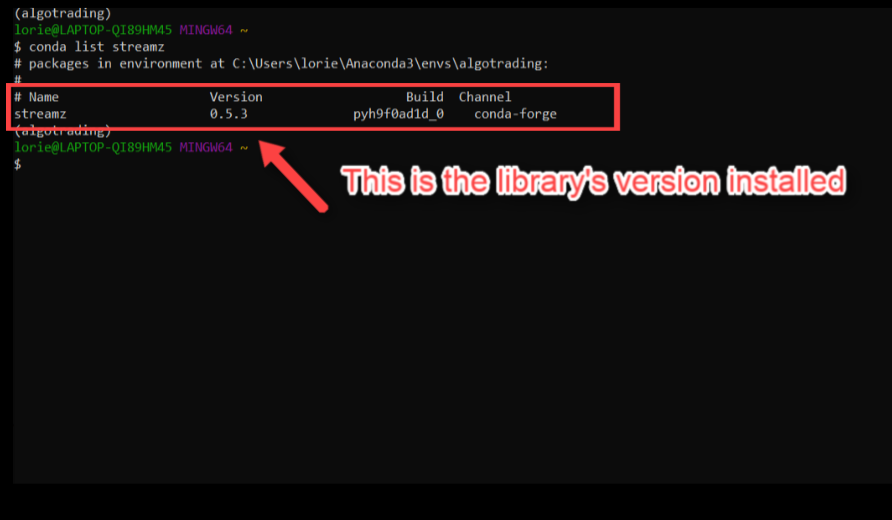 (algotrading)
lorie@LAPTOP-QI89HM45 MINGW64 ~
$ conda list streamz
# packages in environment at C:\Users\lorie\Anaconda3\envs\algotrading:
#
# Name Version Build Channel
streamz 0.5.3 pyh9f0ad1d_0 conda-forge
(algotrading)
lorie@LAPTOP-QI89HM45 MINGW64 ~
$
This is the library's version installed